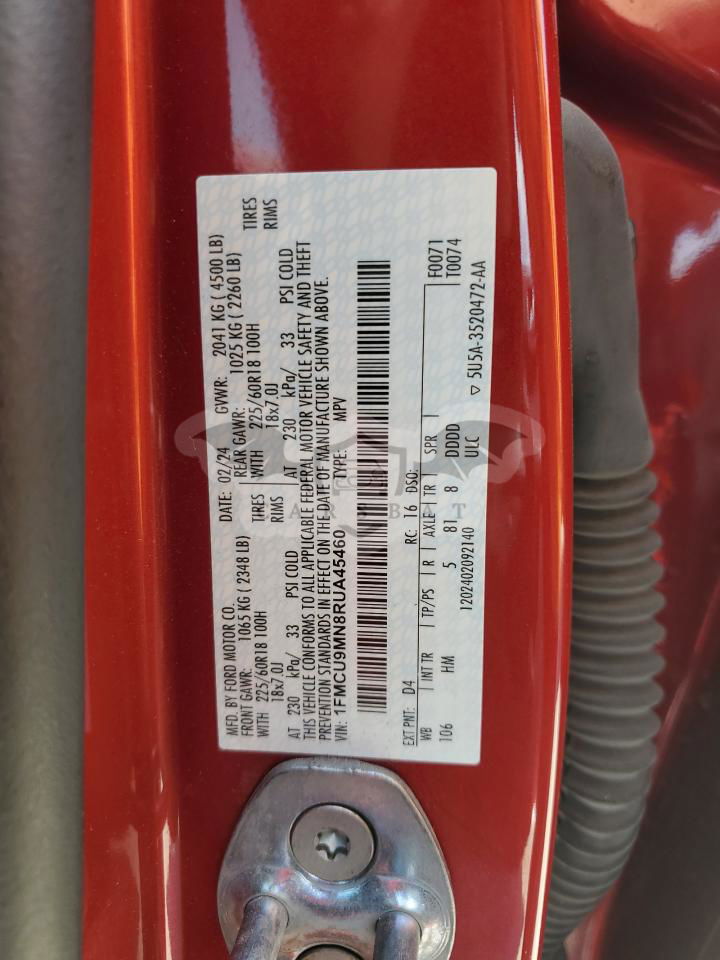 MFD. BY FORD MOTOR CO.
DATE: 02/24 GVWR: 2041 KG ( 4500 LB)
FRONT GAWR: 1065 KG ( 2348 LB)
REAR GAWR: 1025 KG ( 2260 LB)
WITH 225/60R18 100H TIRES
WITH 225/60R18 100H TIRES
18x7.0J RIMS
18x7.0J RIMS
AT 230 kPa/ 33 PSI COLD
AT 230 kPa/ 33 PSI COLD
THIS VEHICLE CONFORMS TO ALL APPLICABLE FEDERAL MOTOR VEHICLE SAFETY AND THEFT
PREVENTION STANDARDS IN EFFECT ON THE DATE OF MANUFACTURE SHOWN ABOVE.
VIN: 1FMCU9MN8RUA45460 TYPE: MPV
F0071
T0074
EXT PNT: D4 RC: 16 DSO:
WB INT TR TP/PS R AXLE TR SPR
106 HM 5 81 8 DDDD
1202402092140 ULC
▽ 5U5A-3520472-AA
ARBBAT